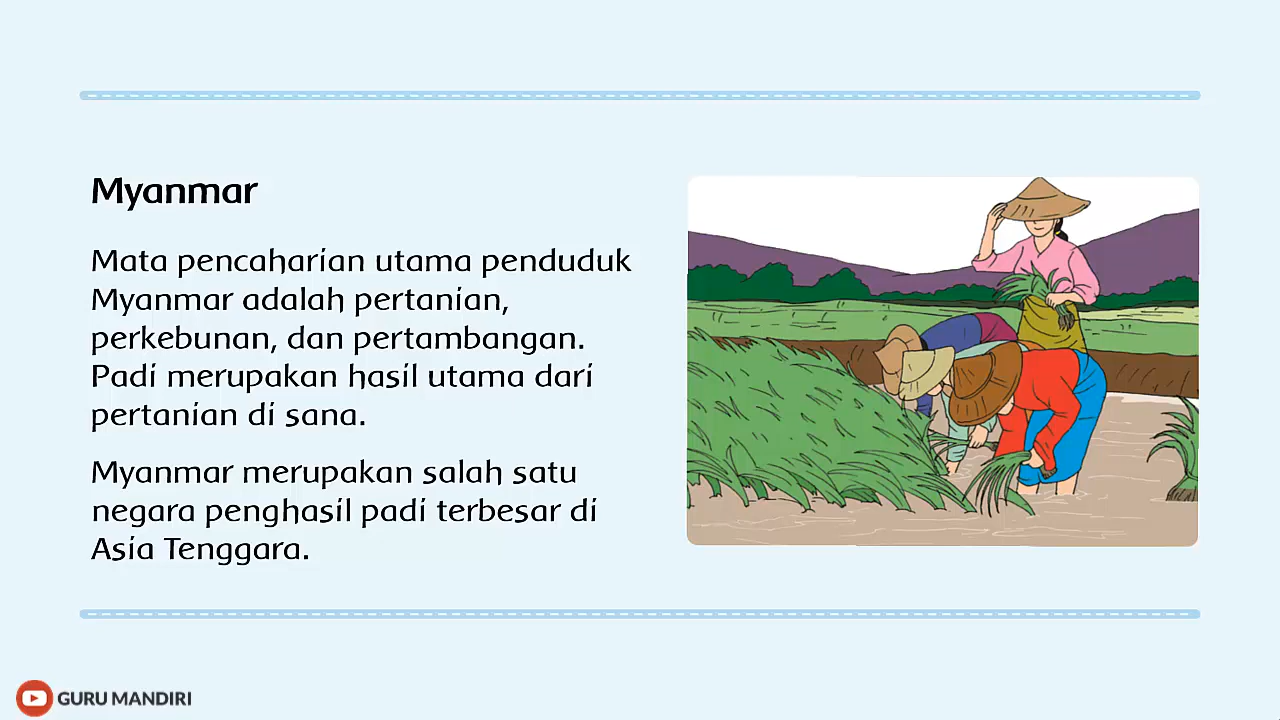 Myanmar
Mata pencaharian utama penduduk
Myanmar adalah pertanian,
perkebunan, dan pertambangan.
Padi merupakan hasil utama dari
pertanian di sana.
Myanmar merupakan salah satu
negara penghasil padi terbesar di
Asia Tenggara.
GURU MANDIRI